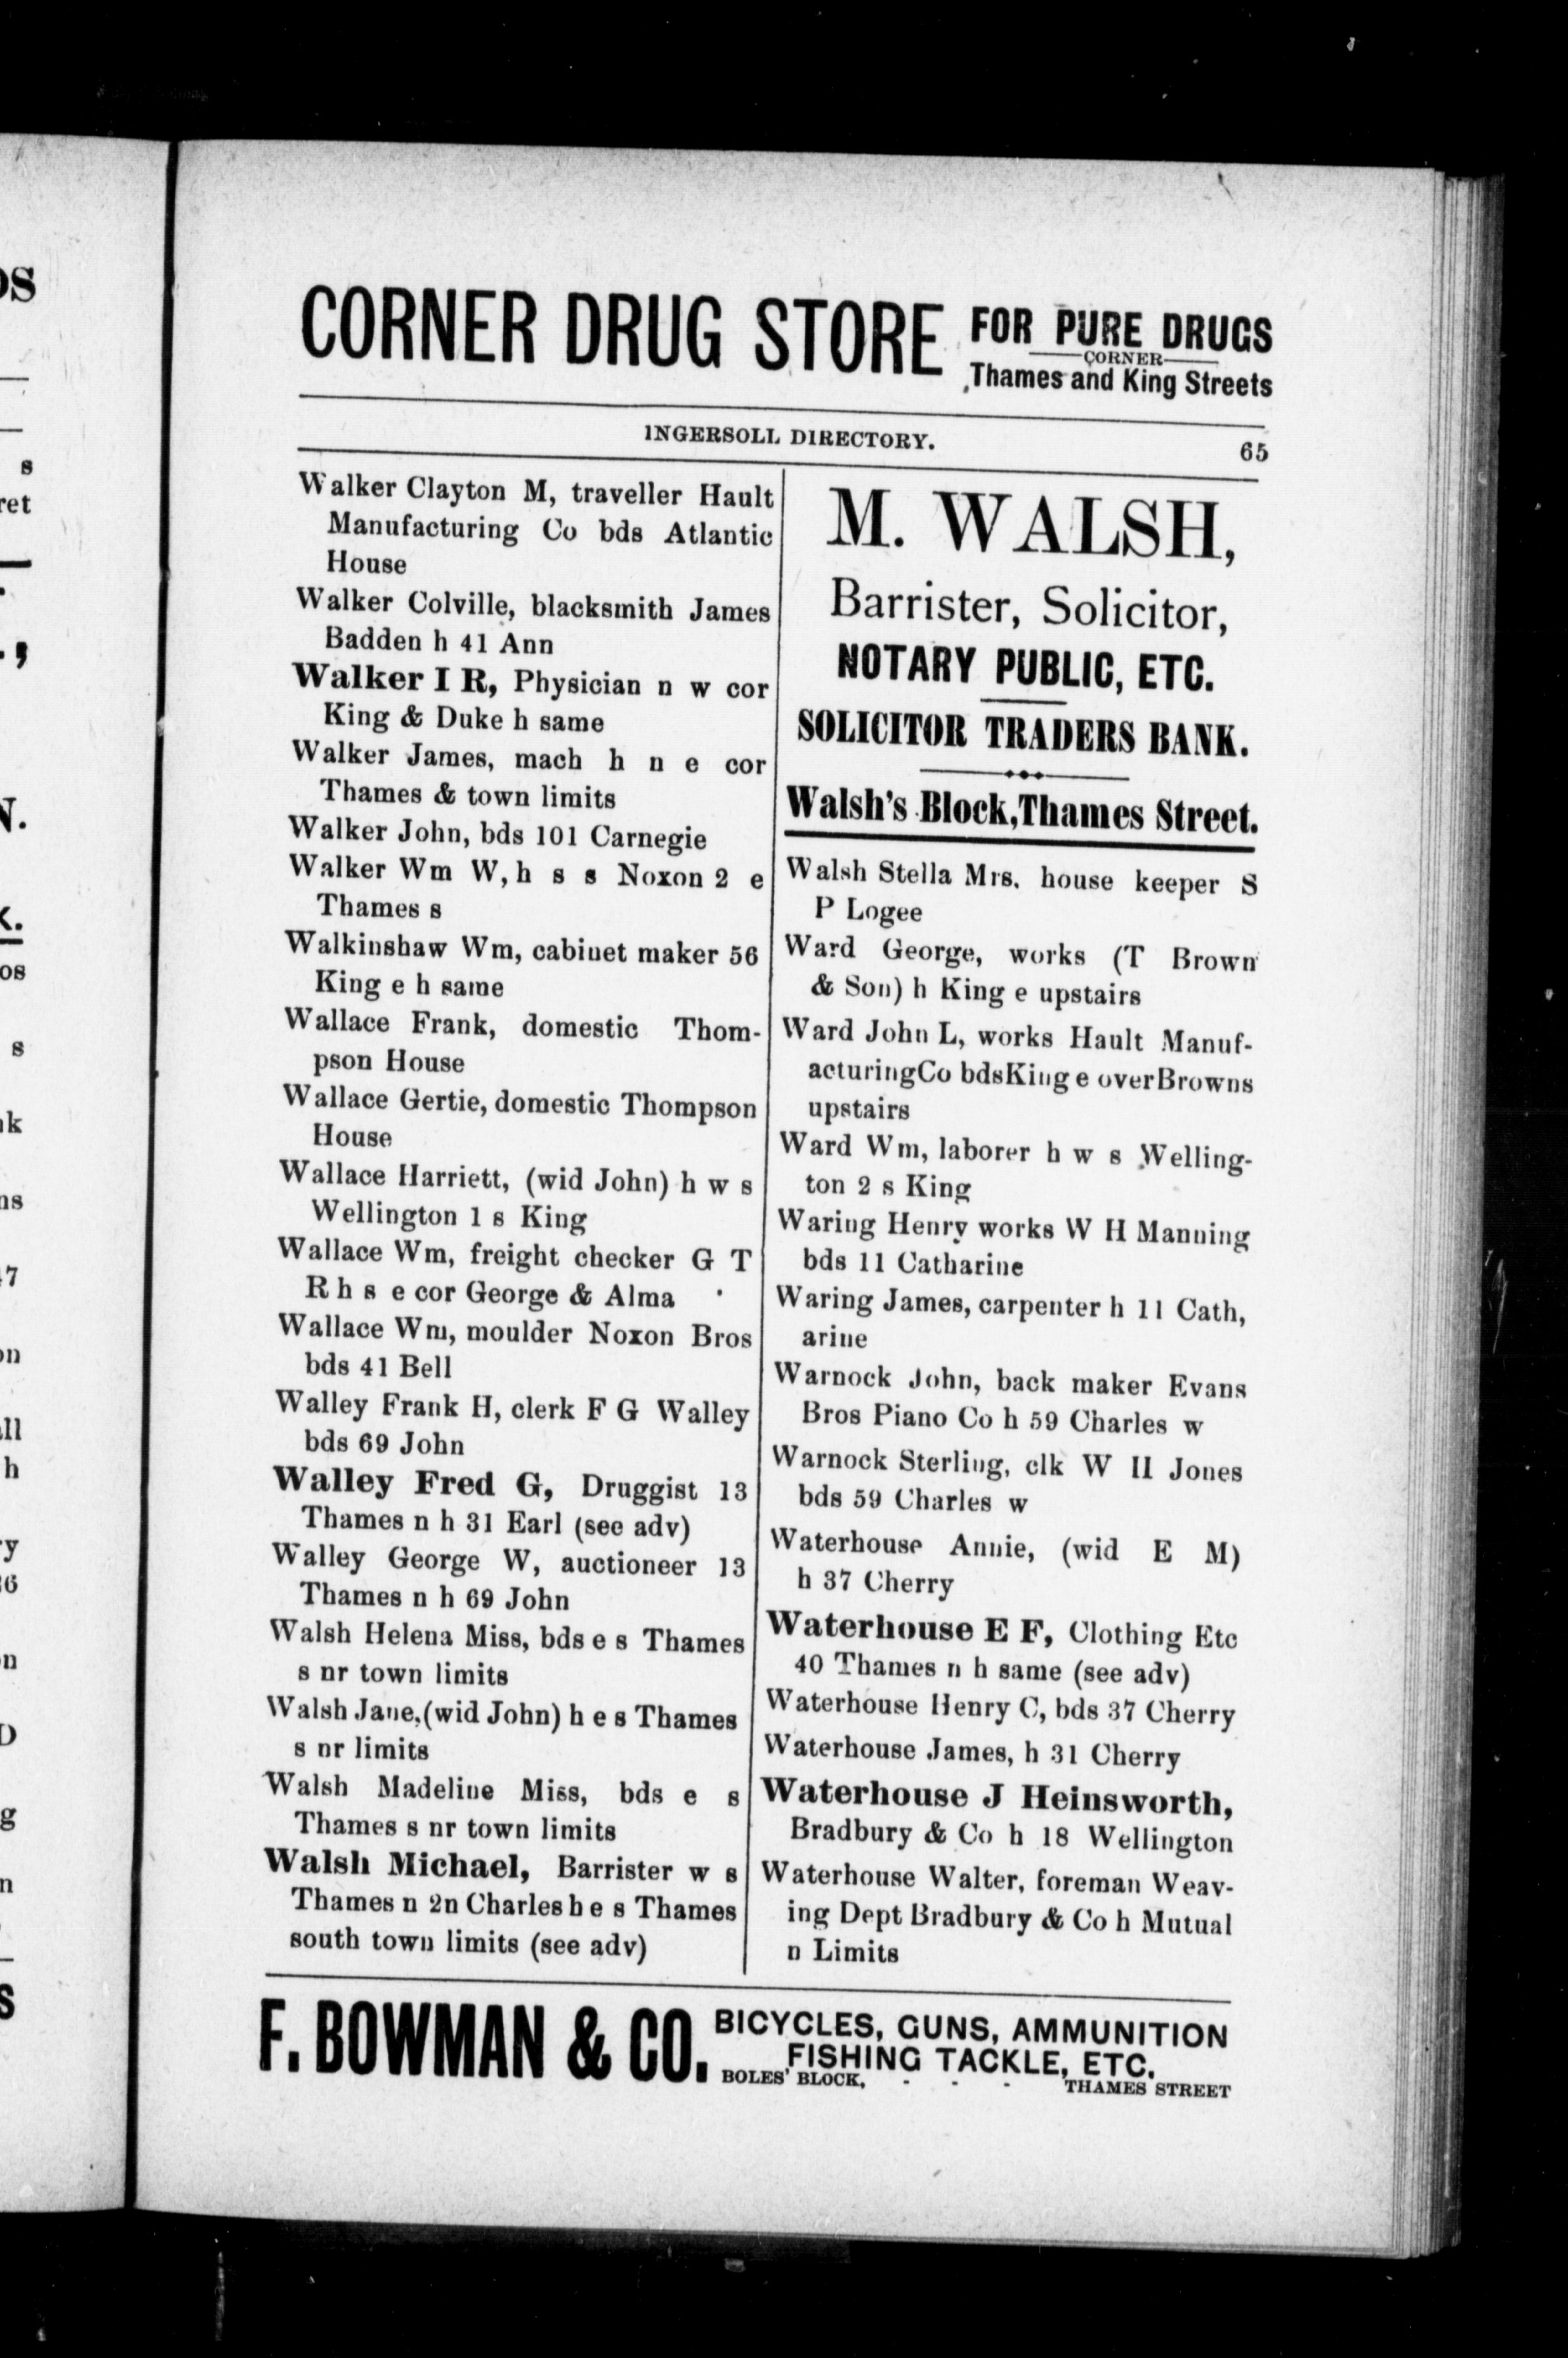 CORNER DRUG STORE
FOR PURE DRUGS
CORNER
Thames and King Streets
INGERSOLL DIRECTORY.
65
Walker Clayton M, traveller Hault
Manufacturing Co bds Atlantic
House
Walker Colville, blacksmith James
Badden h 41 Ann
Walker I R, Physician n w cor
King & Duke h same
Walker James, mach h n e cor
Thames & town limits
Walker John, bds 101 Carnegie
Walker Wm W, h s s Noxon 2 e
Thames s
Walkinshaw Wm, cabinet maker 56
King e h same
Wallace Frank, domestic Thom-
pson House
Wallace Gertie, domestic Thompson
House
Wallace Harriett, (wid John) h w s
Wellington 1 s King
Wallace Wm, freight checker G T
R h s e cor George & Alma
Wallace Wm, moulder Noxon Bros
bds 41 Bell
Walley Frank H, clerk F G Walley
bds 69 John
Walley Fred G, Druggist 13
Thames n h 31 Earl (see adv)
Walley George W, auctioneer 13
Thames n h 69 John
Walsh Helena Miss, bds e s Thames
s nr town limits
Walsh Jane, (wid John) h e s Thames
s nr limits
Walsh Madeline Miss, bds e s
Thames s nr town limits
Walsh Michael, Barrister w s
Thames n 2n Charles h e s Thames
south town limits (see adv)
M. WALSH,
Barrister, Solicitor,
NOTARY PUBLIC, ETC.
SOLICITOR TRADERS BANK.
Walsh's Block, Thames Street.
Walsh Stella Mrs. house keeper S
P Logee
Ward George, works (T Brown
& Son) h King e upstairs
Ward John L, works Hault Manuf-
acturing Co bds King e over Browns
upstairs
Ward Wm, laborer h w s Welling-
ton 2 s King
Waring Henry works W H Manning
bds 11 Catharine
Waring James, carpenter h 11 Cath,
arine
Warnock John, back maker Evans
Bros Piano Co h 59 Charles w
Warnock Sterling, clk W H Jones
bds 59 Charles w
Waterhouse Annie, (wid E M)
h 37 Cherry
Waterhouse E F, Clothing Etc
40 Thames n h same (see adv)
Waterhouse Henry C, bds 37 Cherry
Waterhouse James, h 31 Cherry
Waterhouse J Heinsworth,
Bradbury & Co h 18 Wellington
Waterhouse Walter, foreman Weav-
ing Dept Bradbury & Co h Mutual
n Limits
F. BOWMAN & CO.
BICYCLES, GUNS, AMMUNITION
FISHING TACKLE, ETC.
BOLES' BLOCK, - - - THAMES STREET